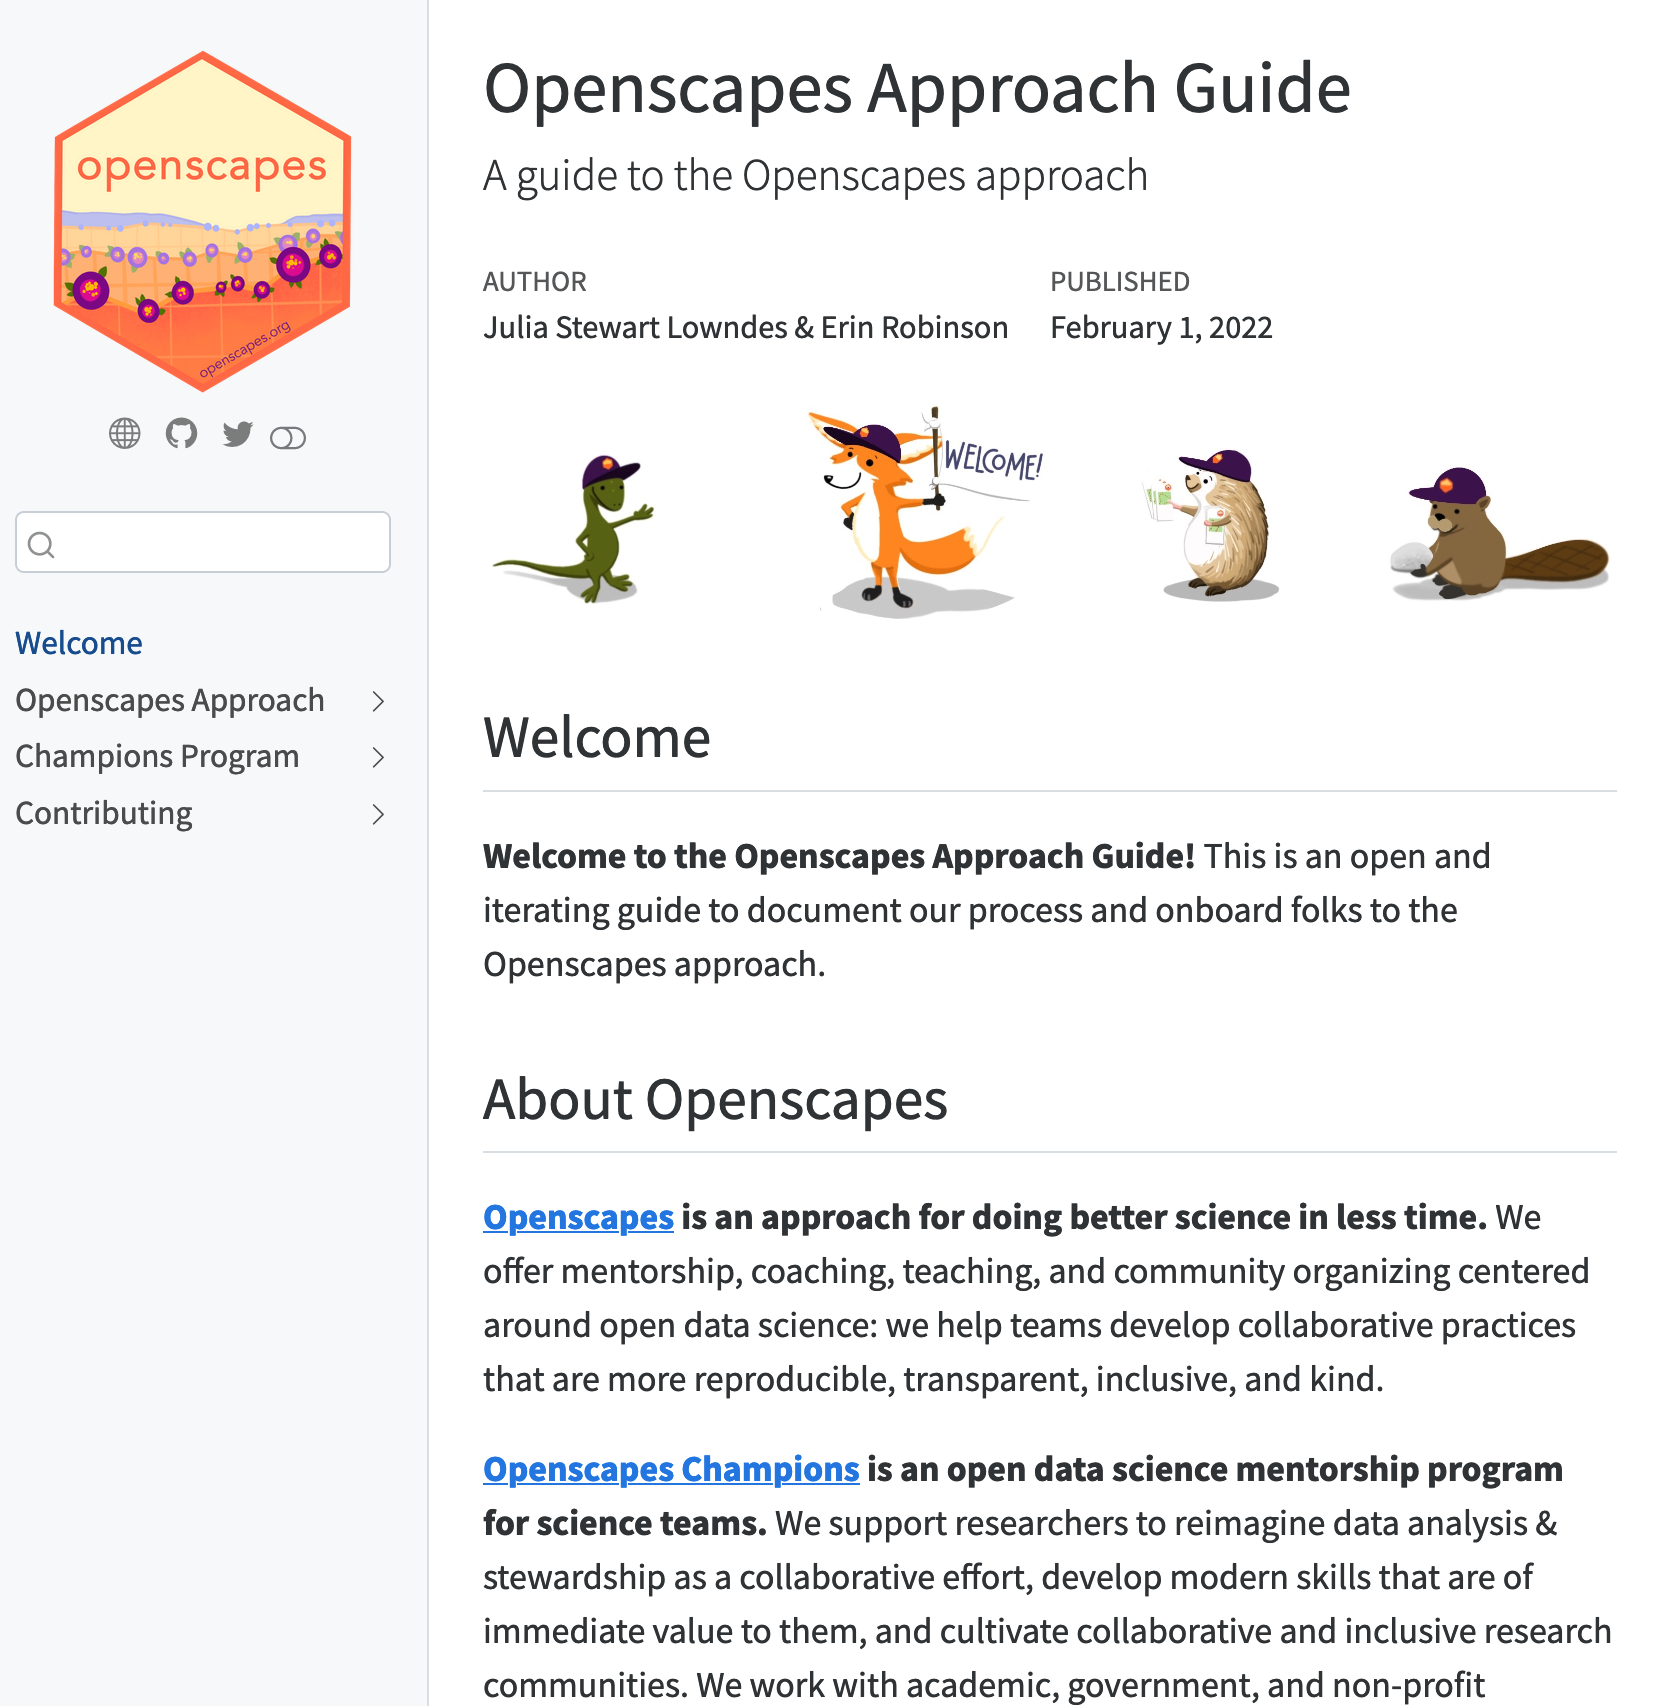 openscapes
openscapes.org
Welcome
Openscapes Approach
Champions Program
Contributing
Openscapes Approach Guide
A guide to the Openscapes approach
AUTHOR
Julia Stewart Lowndes & Erin Robinson
PUBLISHED
February 1, 2022
WELCOME!
Welcome
Welcome to the Openscapes Approach Guide! This is an open and
iterating guide to document our process and onboard folks to the
Openscapes approach.
About Openscapes
Openscapes is an approach for doing better science in less time. We
offer mentorship, coaching, teaching, and community organizing centered
around open data science: we help teams develop collaborative practices
that are more reproducible, transparent, inclusive, and kind.
Openscapes Champions is an open data science mentorship program
for science teams. We support researchers to reimagine data analysis &
stewardship as a collaborative effort, develop modern skills that are of
immediate value to them, and cultivate collaborative and inclusive research
communities. We work with academic, government, and non-profit